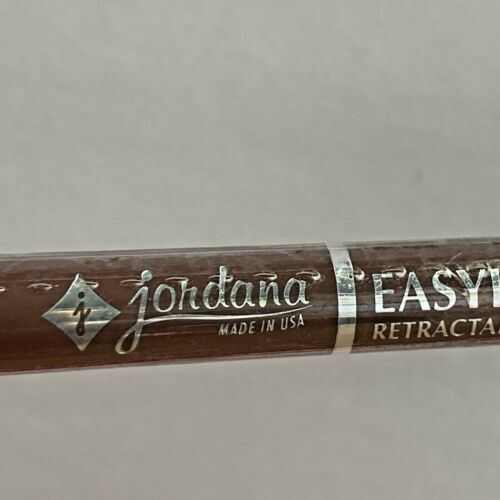 j jordana
MADE IN USA
EASYL
RETRACTA